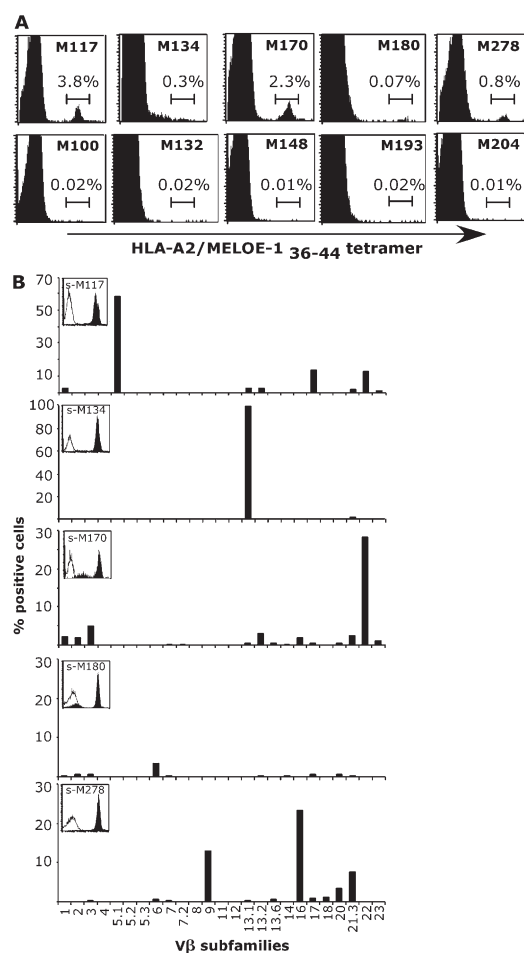 A
M117 M134 M170 M180 M278
3.8% 0.3% 2.3% 0.07% 0.8%
M100 M132 M148 M193 M204
0.02% 0.02% 0.01% 0.02% 0.01%
HLA-A2/MELOE-1 36-44 tetramer
B
% positive cells
s-M117
70
50
30
10
s-M134
100
80
60
40
20
s-M170
30
20
10
s-M180
30
20
10
s-M278
30
20
10
1 2 3 4 5.1 5.2 5.3 6 7 7.2 8 9 11 12 13.1 13.2 13.6 14 16 17 18 20 21.3 22 23
Vβ subfamilies